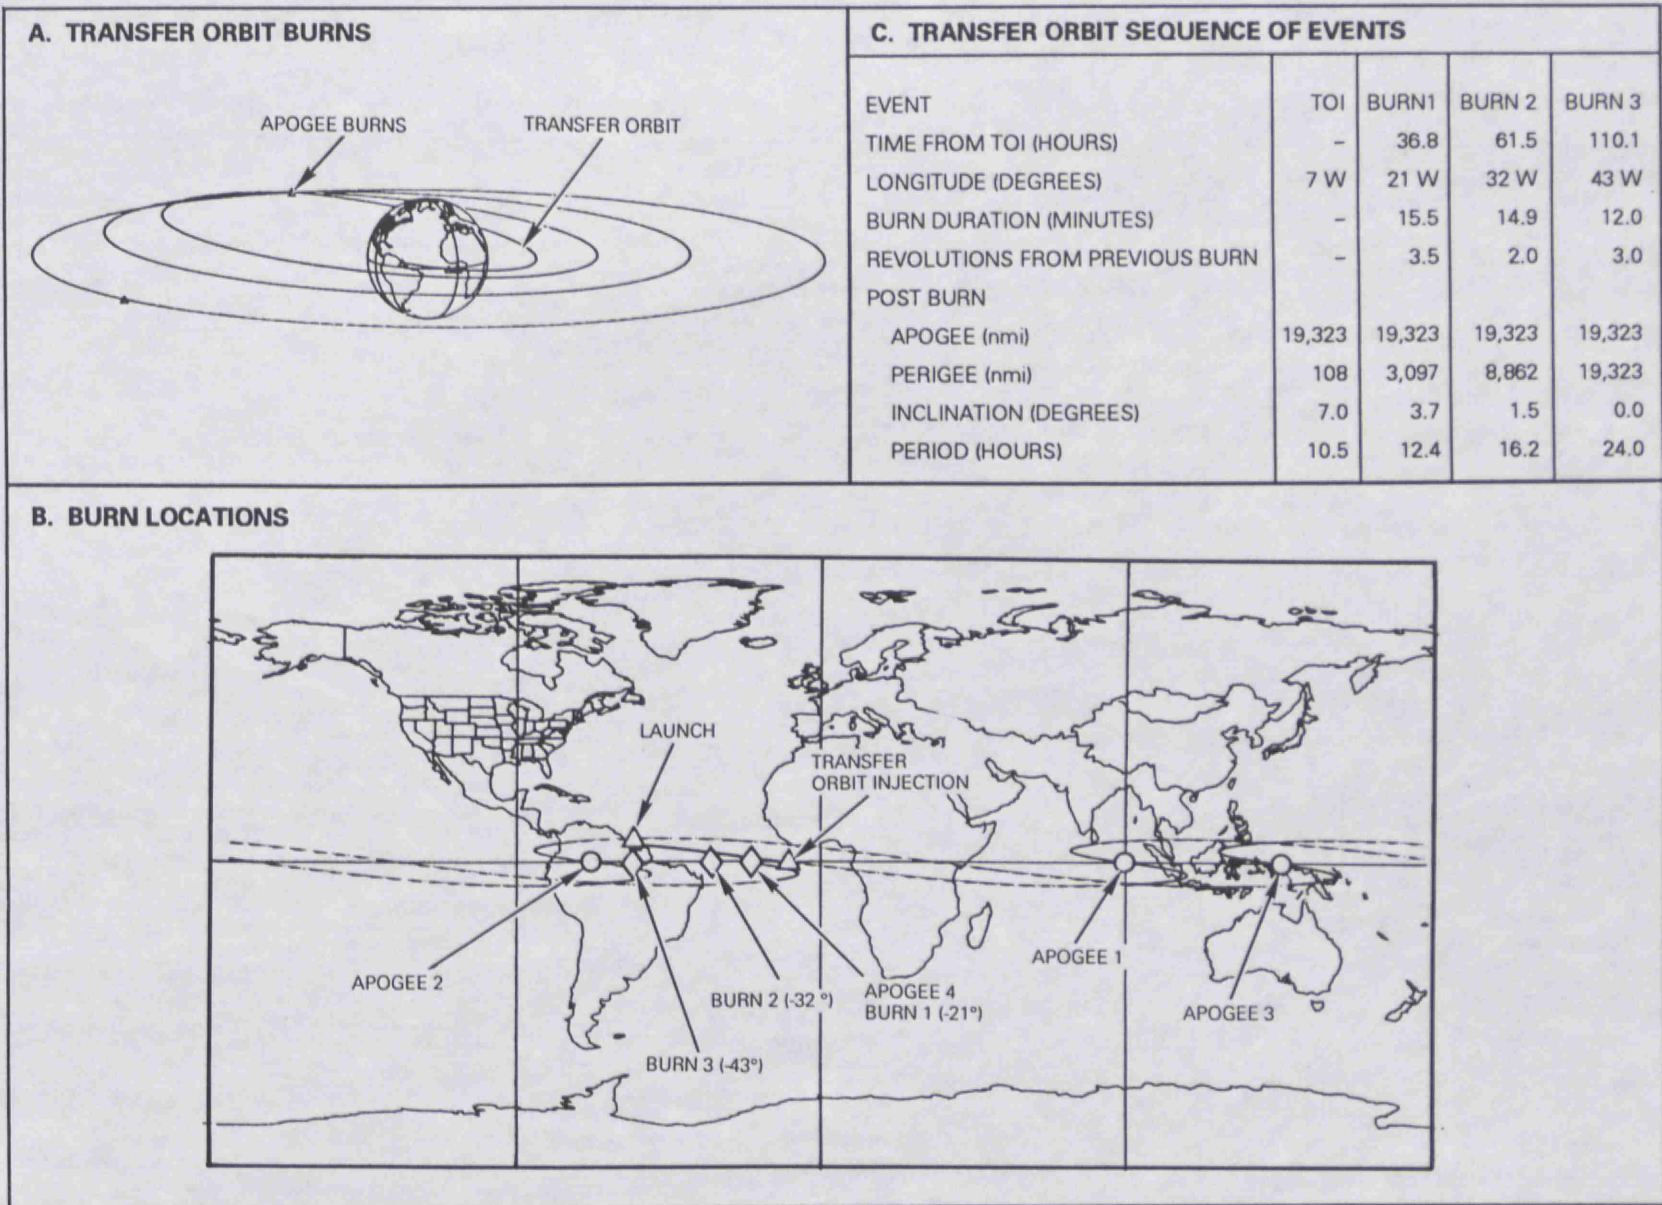 A. TRANSFER ORBIT BURNS
APOGEE BURNS
TRANSFER ORBIT
C. TRANSFER ORBIT SEQUENCE OF EVENTS
EVENT TOI BURN1 BURN 2 BURN 3
TIME FROM TOI (HOURS) – 36.8 61.5 110.1
LONGITUDE (DEGREES) 7 W 21 W 32 W 43 W
BURN DURATION (MINUTES) – 15.5 14.9 12.0
REVOLUTIONS FROM PREVIOUS BURN – 3.5 2.0 3.0
POST BURN
APOGEE (nmi) 19,323 19,323 19,323 19,323
PERIGEE (nmi) 108 3,097 8,862 19,323
INCLINATION (DEGREES) 7.0 3.7 1.5 0.0
PERIOD (HOURS) 10.5 12.4 16.2 24.0
B. BURN LOCATIONS
LAUNCH
TRANSFER
ORBIT INJECTION
APOGEE 2
BURN 3 (-43°)
BURN 2 (-32 °)
APOGEE 4
BURN 1 (-21°)
APOGEE 1
APOGEE 3